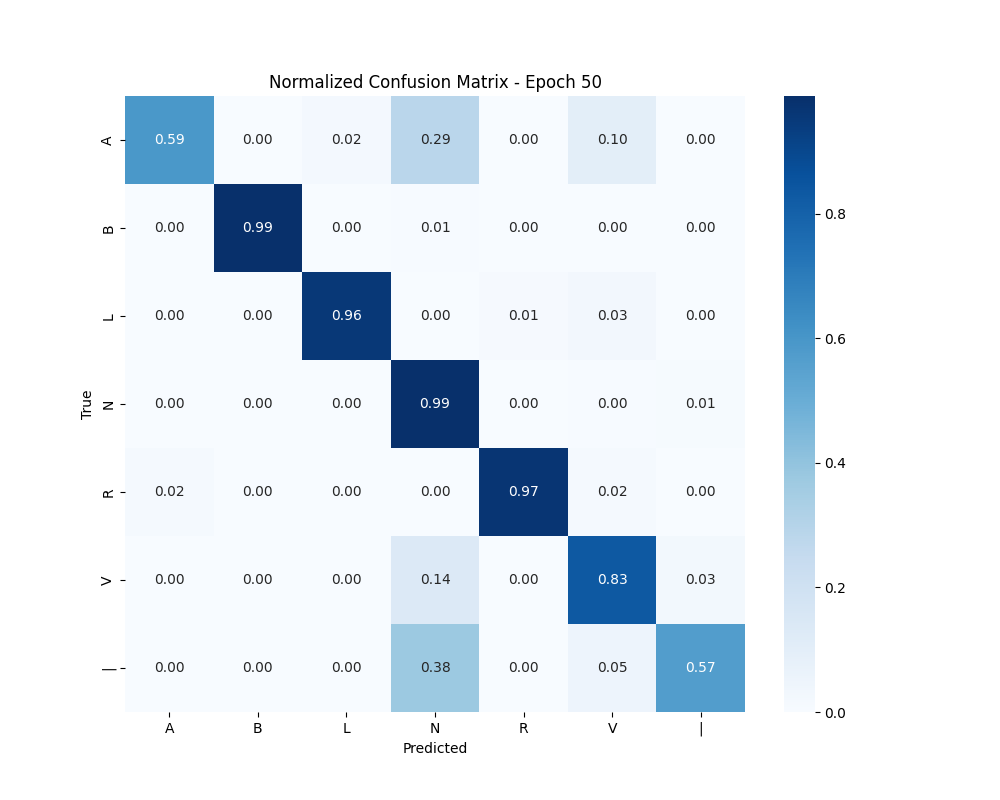 Normalized Confusion Matrix - Epoch 50
A 0.59 0.00 0.02 0.29 0.00 0.10 0.00
B 0.00 0.99 0.00 0.01 0.00 0.00 0.00
L 0.00 0.00 0.96 0.00 0.01 0.03 0.00
N 0.00 0.00 0.00 0.99 0.00 0.00 0.01
R 0.02 0.00 0.00 0.00 0.97 0.02 0.00
V 0.00 0.00 0.00 0.14 0.00 0.83 0.03
| 0.00 0.00 0.00 0.38 0.00 0.05 0.57
A B L N R V |
Predicted
True
0.8
0.6
0.4
0.2
0.0